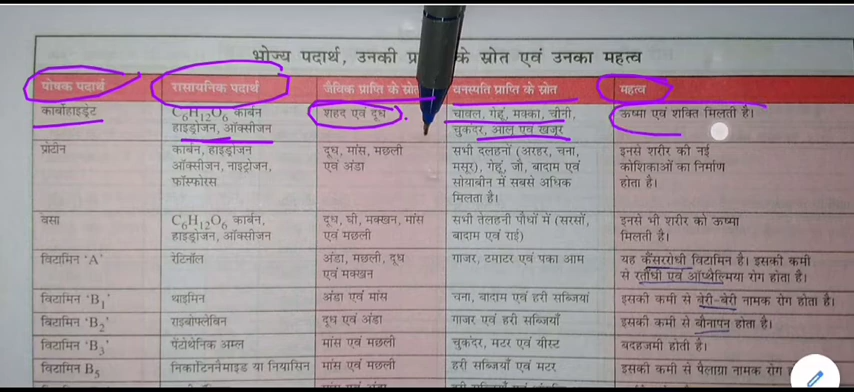 भोज्य पदार्थ, उनकी प्र के स्रोत एवं उनका महत्व
पोषक पदार्थ रासायनिक पदार्थ जैविक प्राप्ति के स्रोत वनस्पति प्राप्ति के स्रोत महत्व
कार्बोहाइड्रेट C₆H₁₂O₆ कार्बन शहद एवं दूध चावल, गेहूं, मक्का, चीनी, ऊष्मा एवं शक्ति मिलती है।
हाइड्रोजन, ऑक्सीजन चुकंदर, आलू एवं खजूर
प्रोटीन कार्बन, हाइड्रोजन दूध, मांस, मछली सभी दलहनों (अरहर, चना, इनसे शरीर की नई
ऑक्सीजन, नाइट्रोजन, एवं अंडा मसूर), गेहूं, जौ, बादाम एवं कोशिकाओं का निर्माण
फॉस्फोरस सोयाबीन में सबसे अधिक होता है।
मिलता है।
वसा C₆H₁₂O₆ कार्बन, दूध, घी, मक्खन, मांस सभी तेलहनी पौधों में (सरसों, इनसे भी शरीर को ऊष्मा
हाइड्रोजन, ऑक्सीजन एवं मछली बादाम एवं राई) मिलती है।
विटामिन 'A' रेटिनॉल अंडा, मछली, दूध गाजर, टमाटर एवं पका आम यह कैंसररोधी विटामिन है। इसकी कमी
एवं मक्खन से रतौंधी एवं ऑप्थैल्मिया रोग होता है।
विटामिन 'B₁' थाइमिन अंडा एवं मांस चना, बादाम एवं हरी सब्जियां इसकी कमी से बेरी-बेरी नामक रोग होता है।
विटामिन 'B₂' राइबोफ्लेविन दूध एवं अंडा गाजर एवं हरी सब्जियाँ इसकी कमी से बौनापन होता है।
विटामिन 'B₃' पेंटोथेनिक अम्ल मांस एवं मछली चुकंदर, मटर एवं यीस्ट बदहजमी होती है।
विटामिन B₅ निकोटिननैमाइड या नियासिन मांस एवं मछली हरी सब्जियाँ एवं मटर इसकी कमी से पैलाग्रा नामक रोग